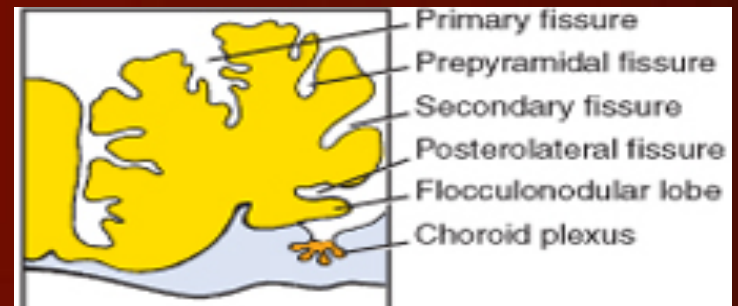 Primary fissure
Prepyramidal fissure
Secondary fissure
Posterolateral fissure
Flocculonodular lobe
Choroid plexus